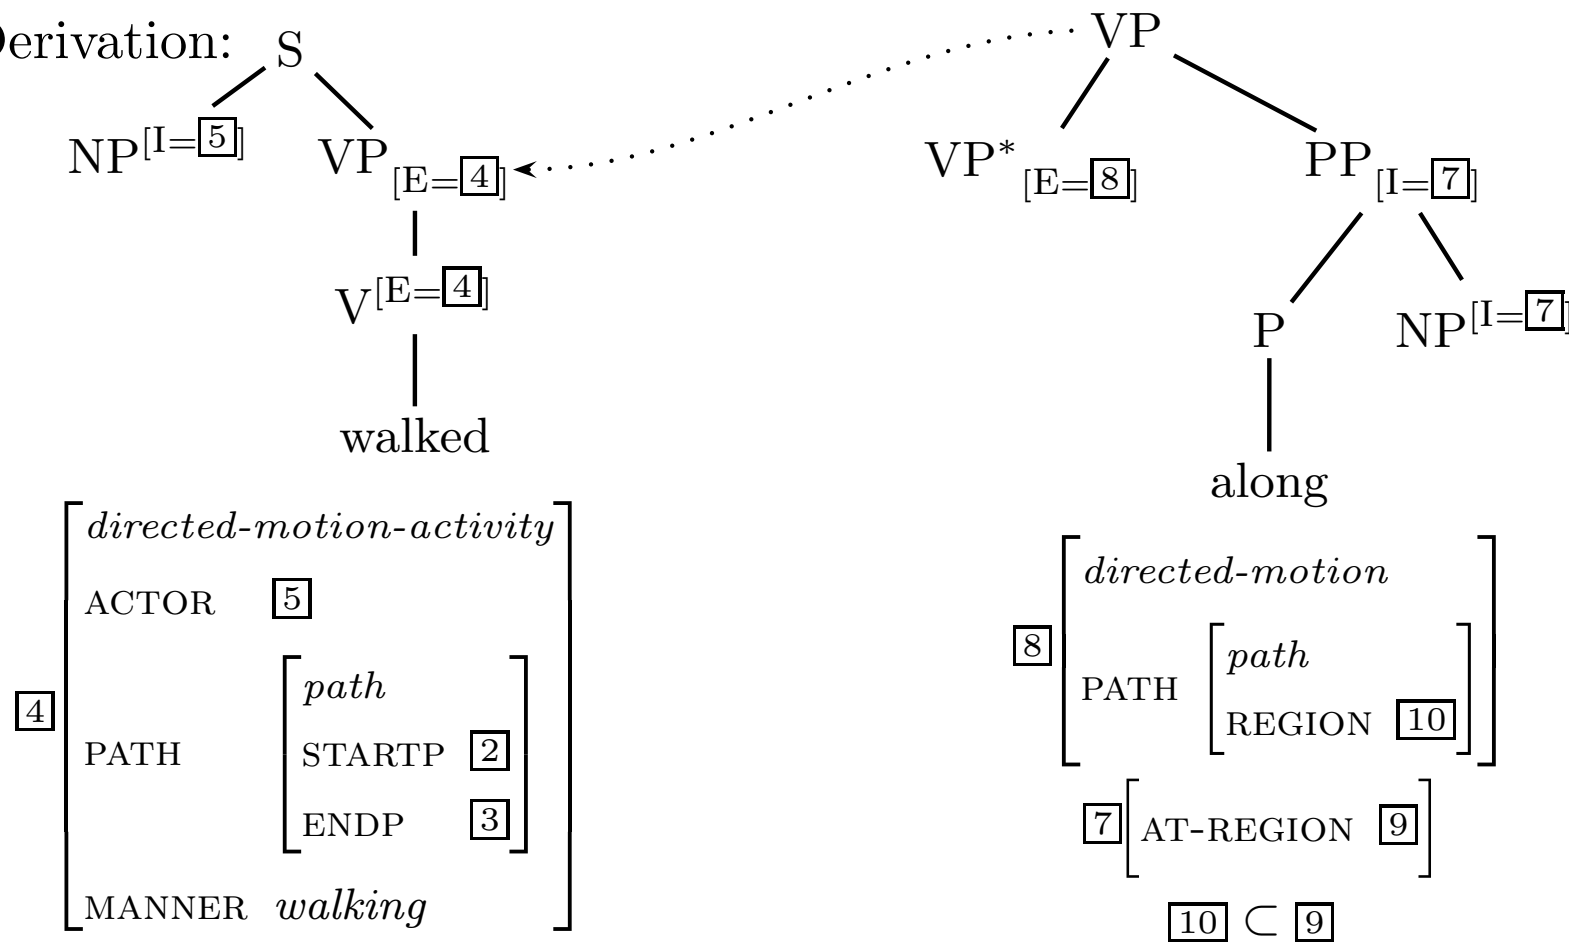 Derivation:
S
VP
NP[I=5]
VP[E=4]
VP*[E=8]
PP[I=7]
V[E=4]
P
NP[I=7]
walked
along
4
directed-motion-activity
ACTOR 5
PATH
path
STARTP 2
ENDP 3
MANNER walking
8
directed-motion
PATH
path
REGION 10
7 [AT-REGION 9]
10 ⊂ 9